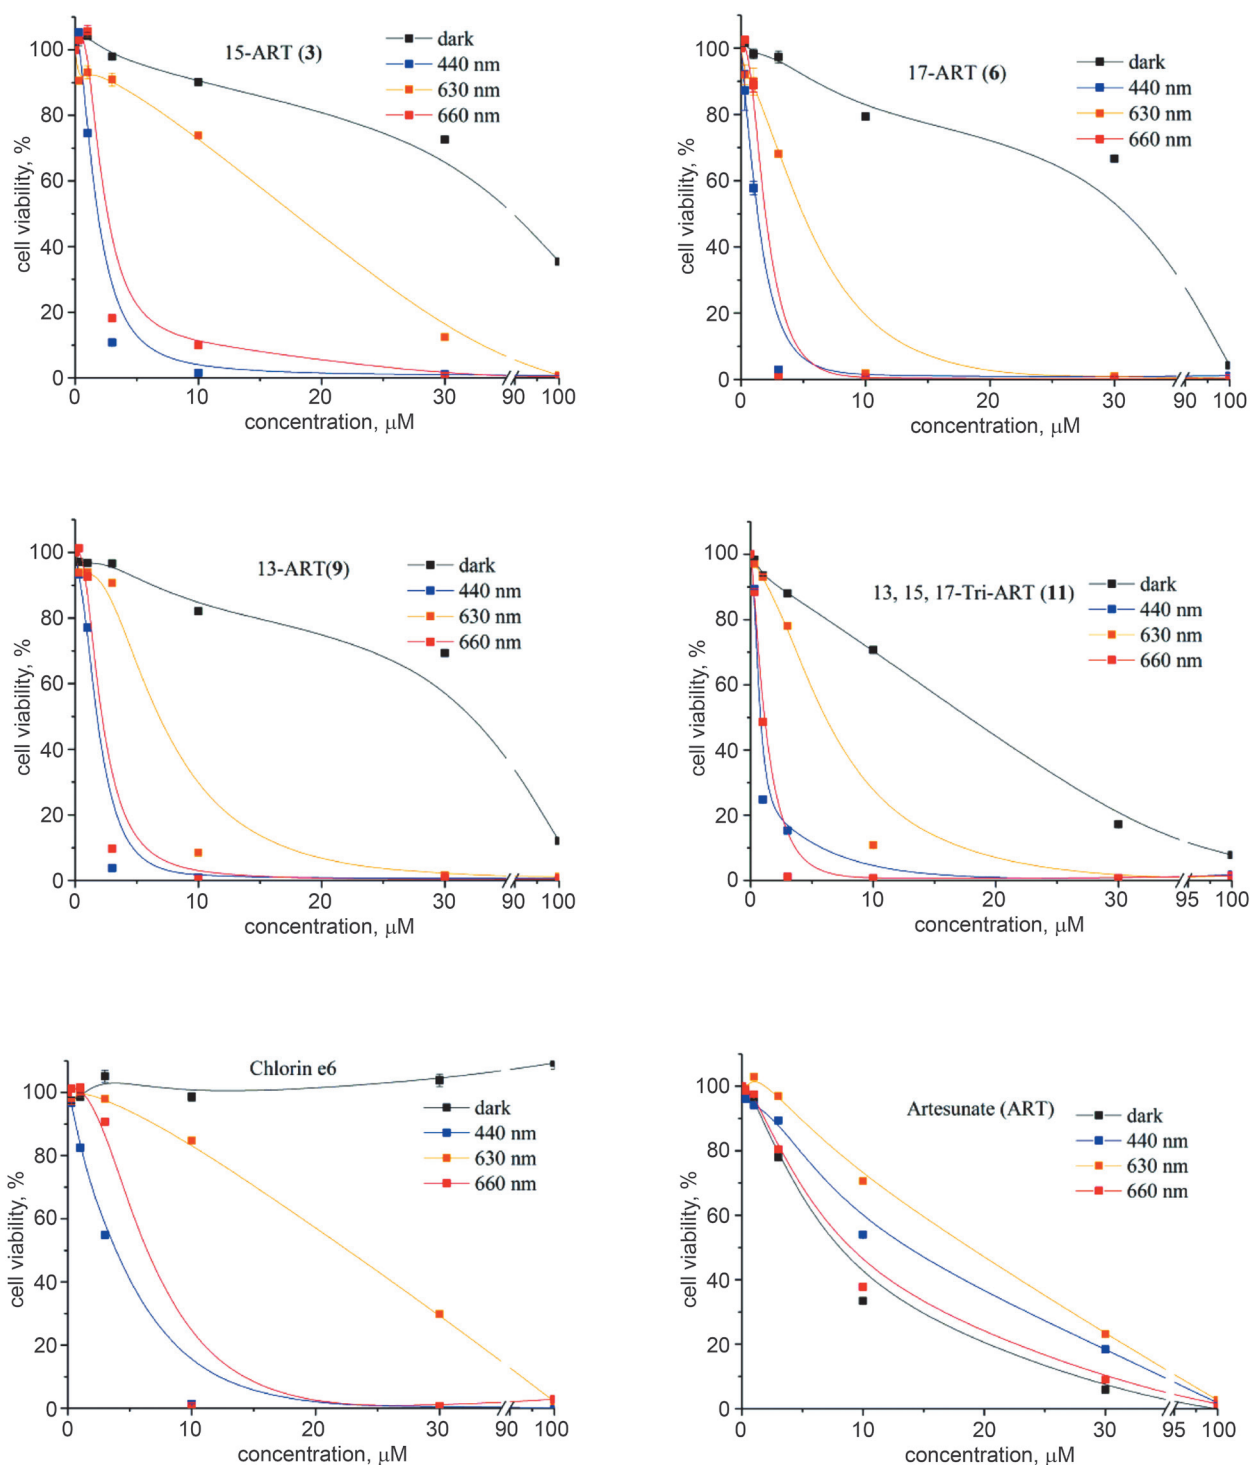 15-ART (3)
dark
440 nm
630 nm
660 nm
cell viability, %
100
80
60
40
20
0
0 10 20 30 90 100
concentration, μM
17-ART (6)
dark
440 nm
630 nm
660 nm
cell viability, %
100
80
60
40
20
0
0 10 20 30 90 100
concentration, μM
13-ART(9)
dark
440 nm
630 nm
660 nm
cell viability, %
100
80
60
40
20
0
0 10 20 30 90 100
concentration, μM
13, 15, 17-Tri-ART (11)
dark
440 nm
630 nm
660 nm
cell viability, %
100
80
60
40
20
0
0 10 20 30 95 100
concentration, μM
Chlorin e6
dark
440 nm
630 nm
660 nm
cell viability, %
100
80
60
40
20
0
0 10 20 30 90 100
concentration, μM
Artesunate (ART)
dark
440 nm
630 nm
660 nm
cell viability, %
100
80
60
40
20
0
0 10 20 30 95 100
concentration, μM